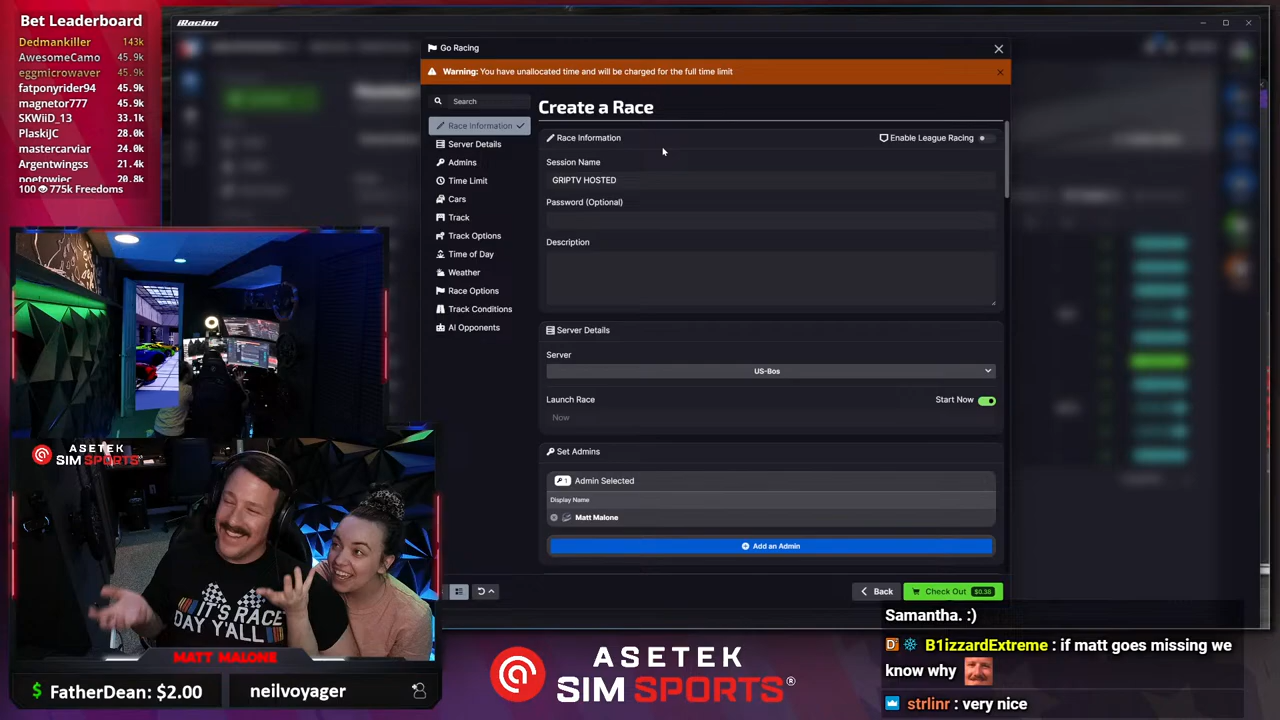 Bet Leaderboard
Dedmankiller 143k
AwesomeCamo 45.9k
eggmicrowaver 45.9k
fatponyrider94 45.9k
magnetor777 45.9k
SKWiiD_13 33.1k
PlaskiJC 28.0k
mastercarviar 24.0k
Argentwingss 21.4k
poetowiec 20.8k
100 775k Freedoms
iRacing
Go Racing
Warning: You have unallocated time and will be charged for the full time limit
Search
Race Information
Server Details
Admins
Time Limit
Cars
Track
Track Options
Time of Day
Weather
Race Options
Track Conditions
AI Opponents
Create a Race
Race Information Enable League Racing
Session Name
GRIPTV HOSTED
Password (Optional)
Description
Server Details
Server
US-Bos
Launch Race Start Now
Now
Set Admins
1 Admin Selected
Display Name
Matt Malone
Add an Admin
Back Check Out $0.38
ASETEK
SIM SPORTS
IT'S RACE
DAY Y'ALL
MATT MALONE
$ FatherDean: $2.00 neilvoyager
ASETEK
SIM SPORTS®
Samantha. :)
B1izzardExtreme : if matt goes missing we
know why
strlinr : very nice